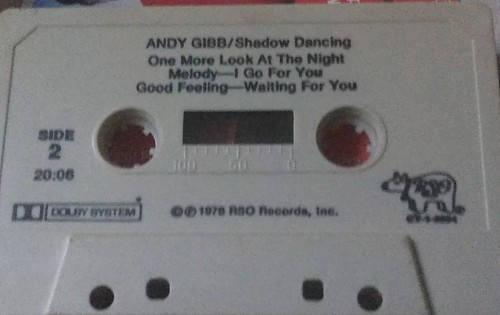 ANDY GIBB/Shadow Dancing
One More Look At The Night
Melody—I Go For You
Good Feeling—Waiting For You
SIDE
2
20:06
100 50 0
DOLBY SYSTEM
©℗1978 RSO Records, Inc.